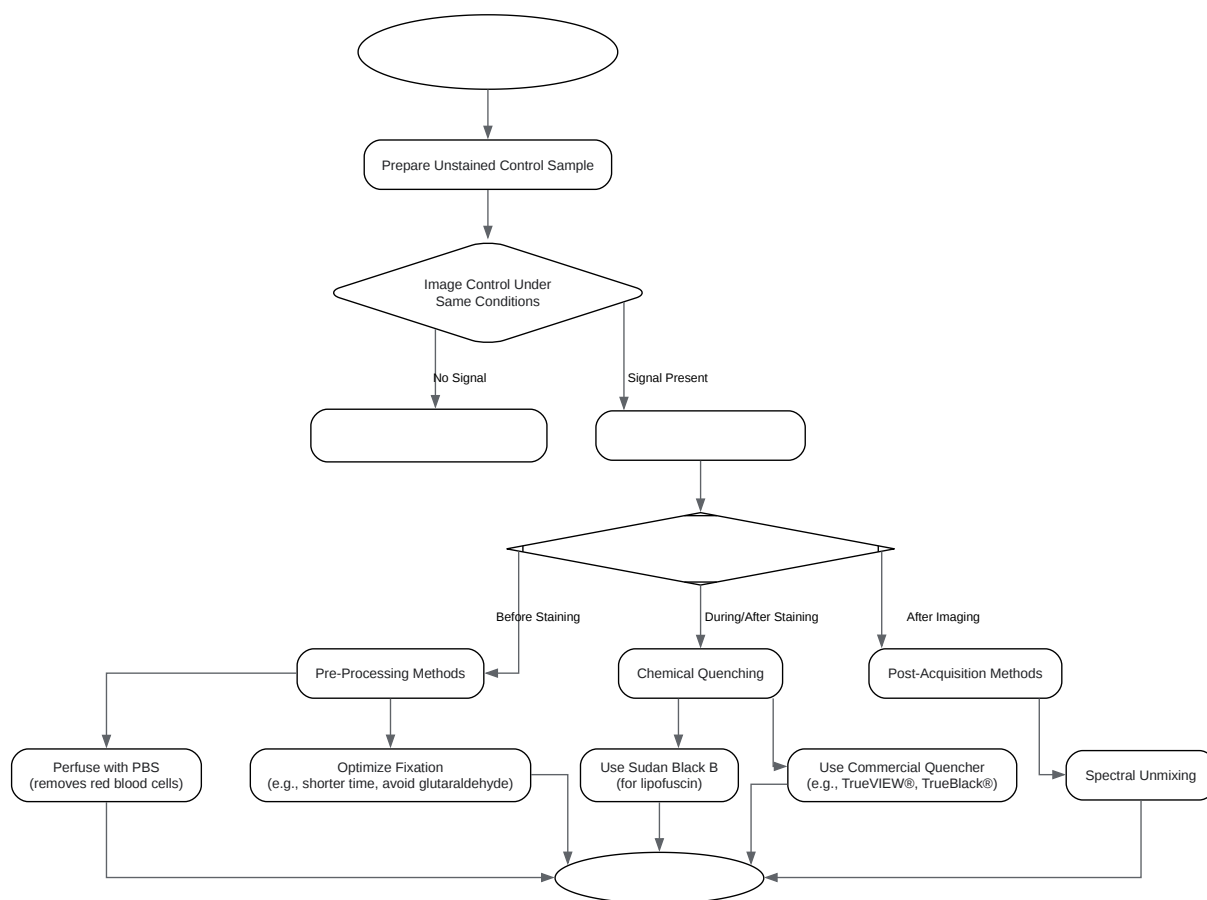 Prepare Unstained Control Sample
Image Control Under
Same Conditions
No Signal
Signal Present
Before Staining
During/After Staining
After Imaging
Pre-Processing Methods
Chemical Quenching
Post-Acquisition Methods
Perfuse with PBS
(removes red blood cells)
Optimize Fixation
(e.g., shorter time, avoid glutaraldehyde)
Use Sudan Black B
(for lipofuscin)
Use Commercial Quencher
(e.g., TrueVIEW®, TrueBlack®)
Spectral Unmixing